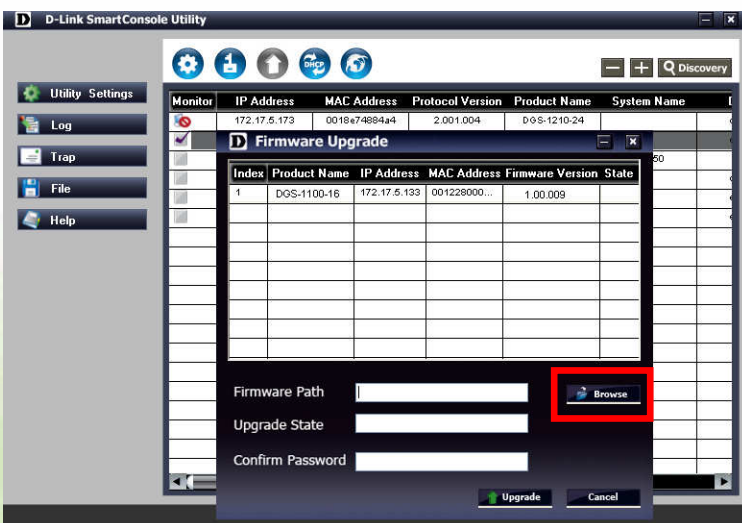 D-Link SmartConsole Utility
Discovery
Utility Settings
Log
Trap
File
Help
Monitor IP Address MAC Address Protocol Version Product Name System Name
172.17.5.173 0018e74884a4 2.001.004 DGS-1210-24
50
Firmware Upgrade
Index Product Name IP Address MAC Address Firmware Version State
1 DGS-1100-16 172.17.5.133 001228000... 1.00.009
Firmware Path
Browse
Upgrade State
Confirm Password
Upgrade Cancel